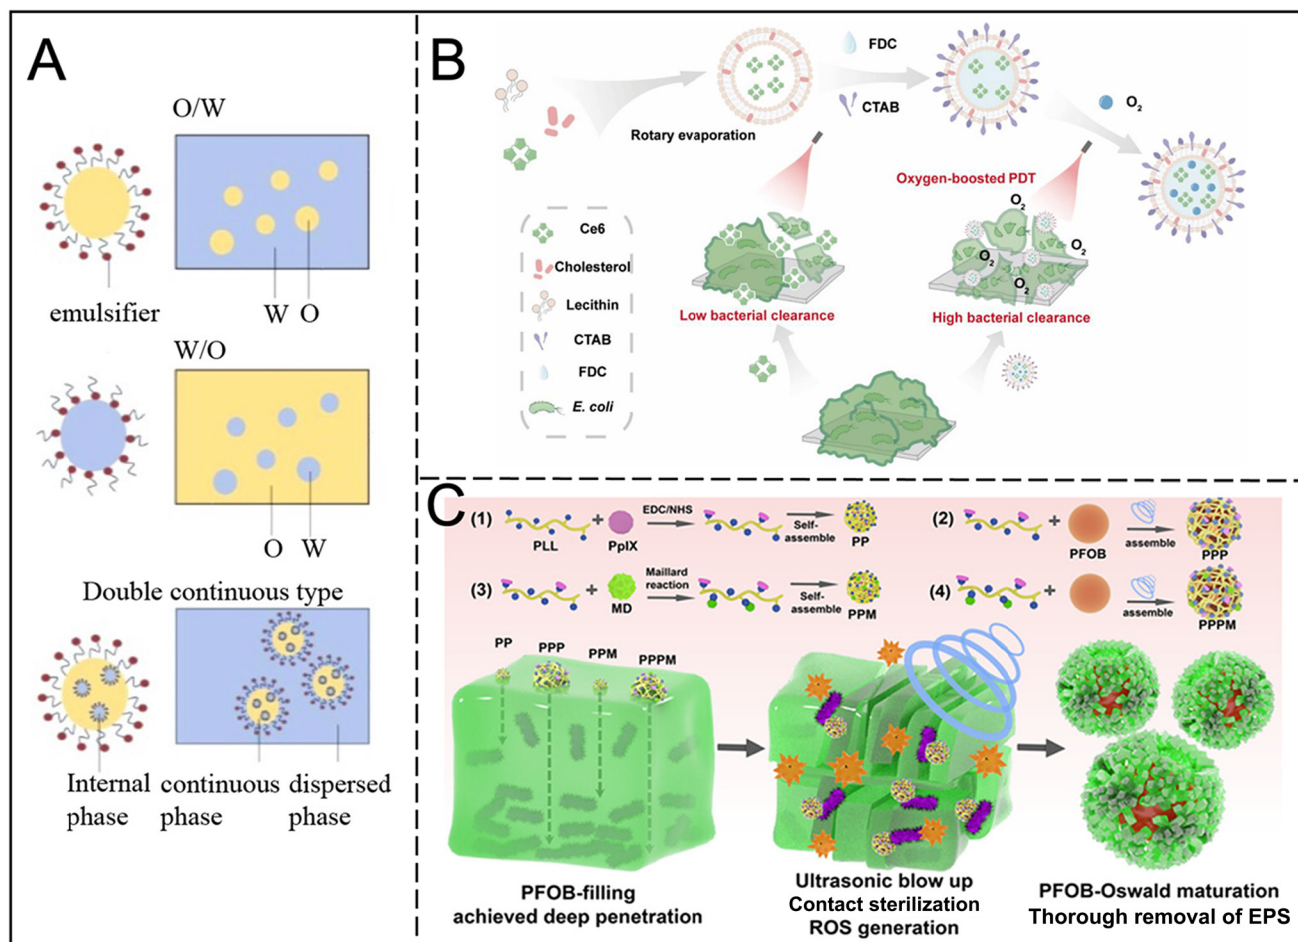 A
O/W
emulsifier
W O
W/O
O W
Double continuous type
Internal phase
continuous phase
dispersed phase
B
FDC
CTAB
Rotary evaporation
O2
Oxygen-boosted PDT
O2
O2
O2
O2
Ce6
Cholesterol
Lecithin
CTAB
FDC
E. coli
Low bacterial clearance
High bacterial clearance
C
(1)
PLL
+
PpIX
EDC/NHS
Self-assemble
PP
(2)
+
PFOB
assemble
PPP
(3)
+
MD
Maillard reaction
Self-assemble
PPM
(4)
+
assemble
PPPM
PP
PPP
PPM
PPPM
PFOB-filling
achieved deep penetration
Ultrasonic blow up
Contact sterilization
ROS generation
PFOB-Oswald maturation
Thorough removal of EPS